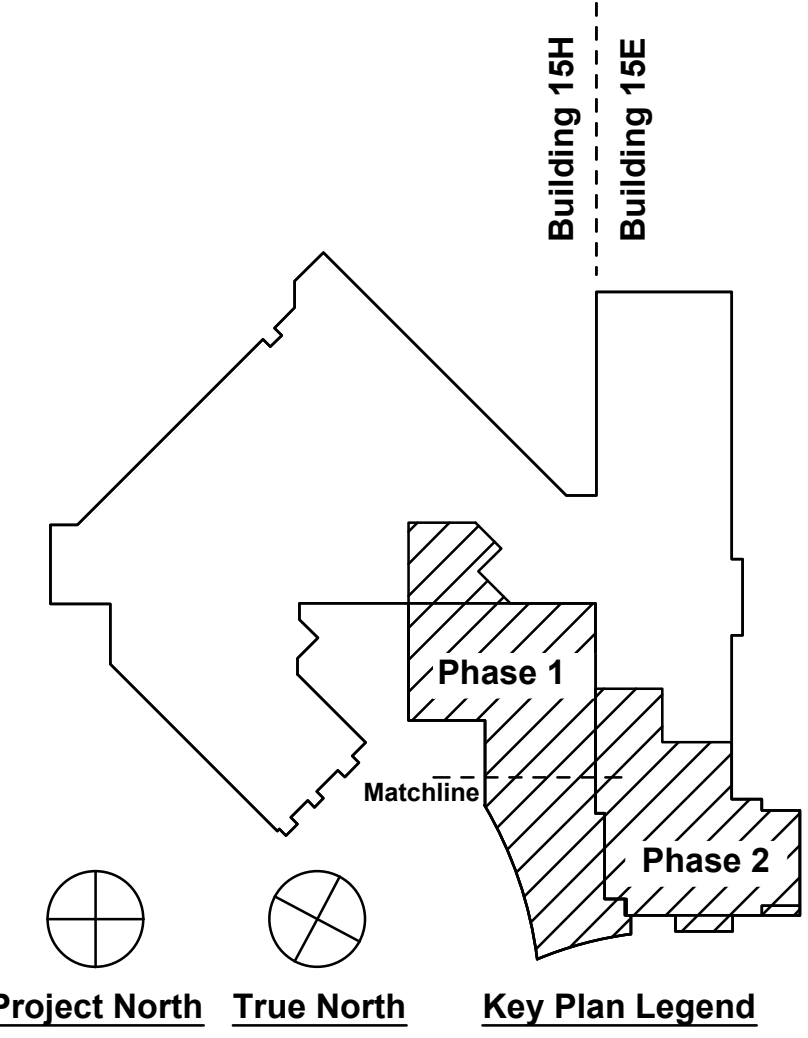 Building 15H
Building 15E
Phase 1
Matchline
Phase 2
Project North
True North
Key Plan Legend